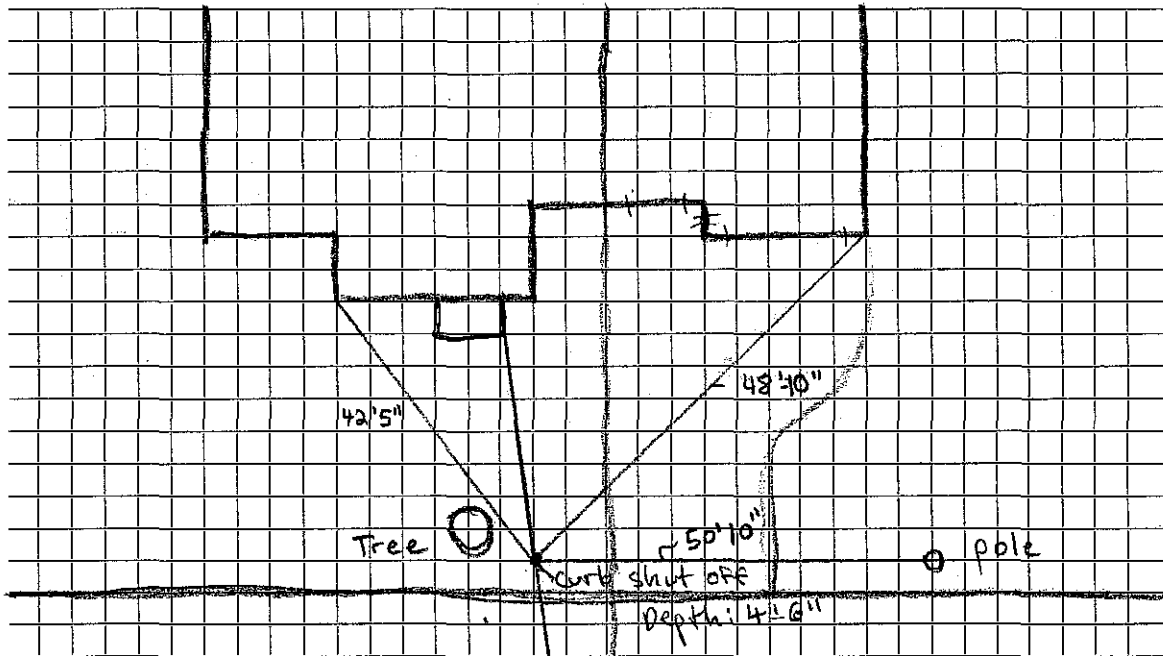 48'-10"
42'5"
Tree
50'10"
pole
curb shut off
Depth: 4'-6"